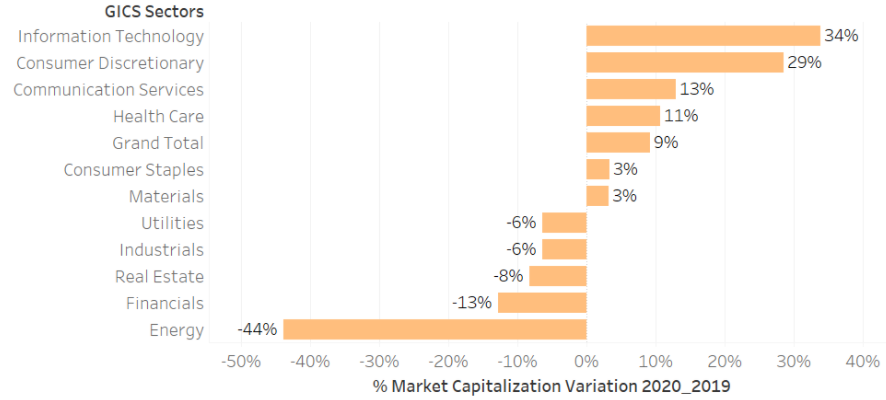 GICS Sectors
Information Technology 34%
Consumer Discretionary 29%
Communication Services 13%
Health Care 11%
Grand Total 9%
Consumer Staples 3%
Materials 3%
Utilities -6%
Industrials -6%
Real Estate -8%
Financials -13%
Energy -44%
-50% -40% -30% -20% -10% 0% 10% 20% 30% 40%
% Market Capitalization Variation 2020_2019